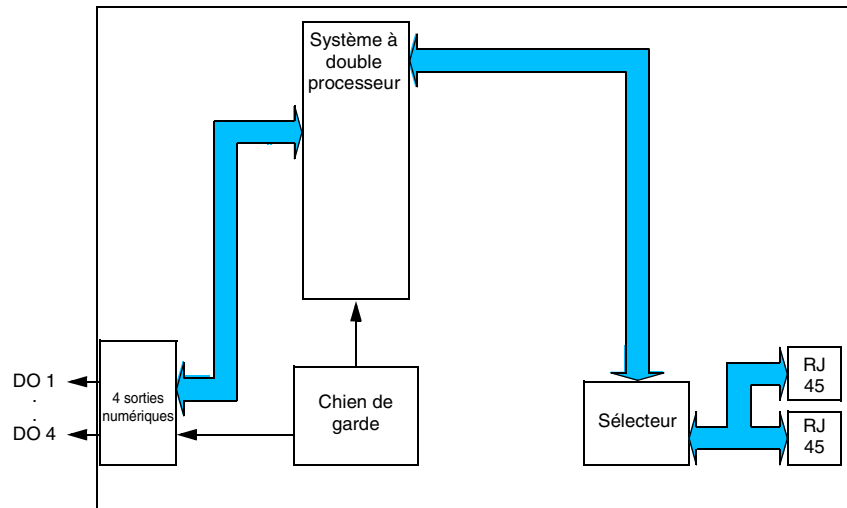 Système à
double
processeur
DO 1
.
.
DO 4
4 sorties
numériques
Chien de
garde
Sélecteur
RJ
45
RJ
45